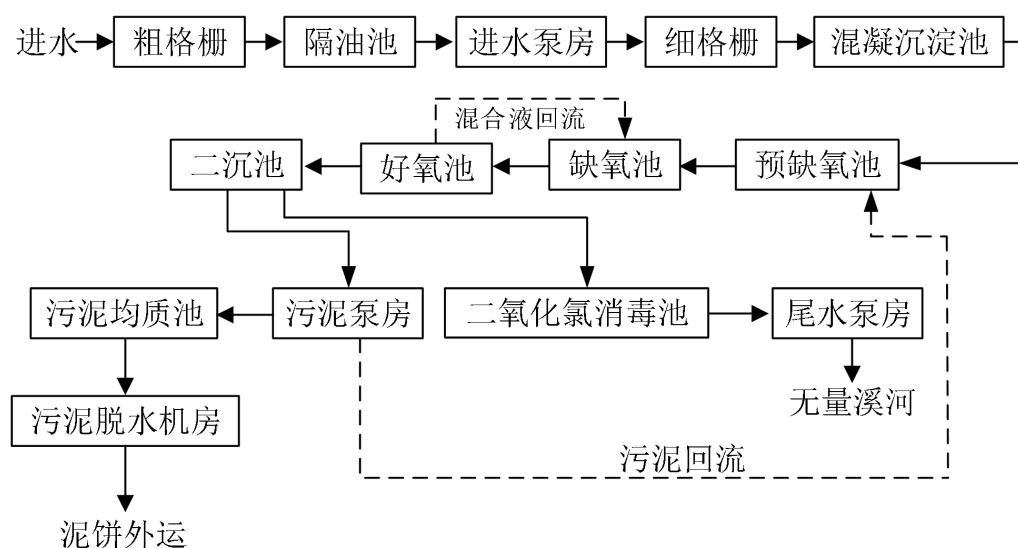 进水
粗格栅
隔油池
进水泵房
细格栅
混凝沉淀池
混合液回流
二沉池
好氧池
缺氧池
预缺氧池
污泥均质池
污泥泵房
二氧化氯消毒池
尾水泵房
无量溪河
污泥脱水机房
污泥回流
泥饼外运